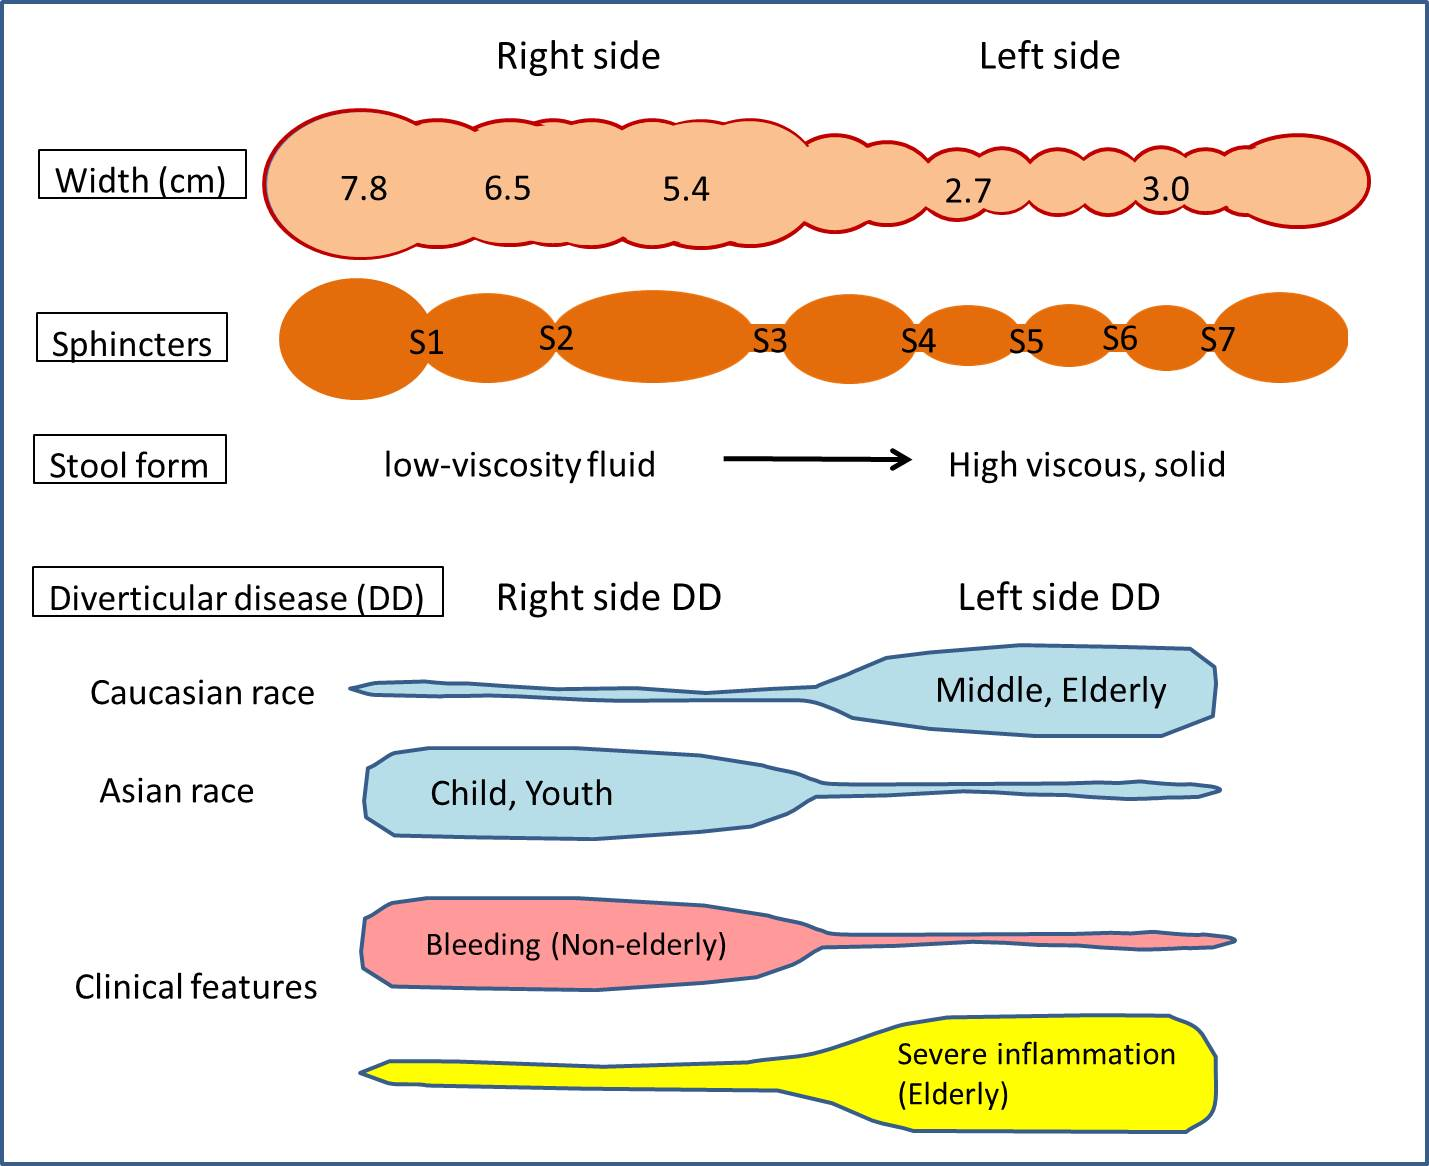 Right side Left side
Width (cm) 7.8 6.5 5.4 2.7 3.0
Sphincters S1 S2 S3 S4 S5 S6 S7
Stool form low-viscosity fluid High viscous, solid
Diverticular disease (DD) Right side DD Left side DD
Caucasian race Middle, Elderly
Asian race Child, Youth
Bleeding (Non-elderly)
Clinical features
Severe inflammation
(Elderly)